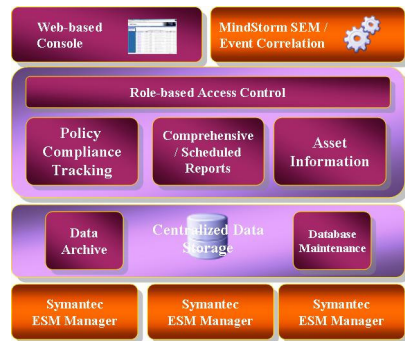 Web-based
Console
MindStorm SEM /
Event Correlation
Role-based Access Control
Policy
Compliance
Tracking
Comprehensive
/ Scheduled
Reports
Asset
Information
Data
Archive
Centralized Data
Storage
Database
Maintenance
Symantec
ESM Manager
Symantec
ESM Manager
Symantec
ESM Manager